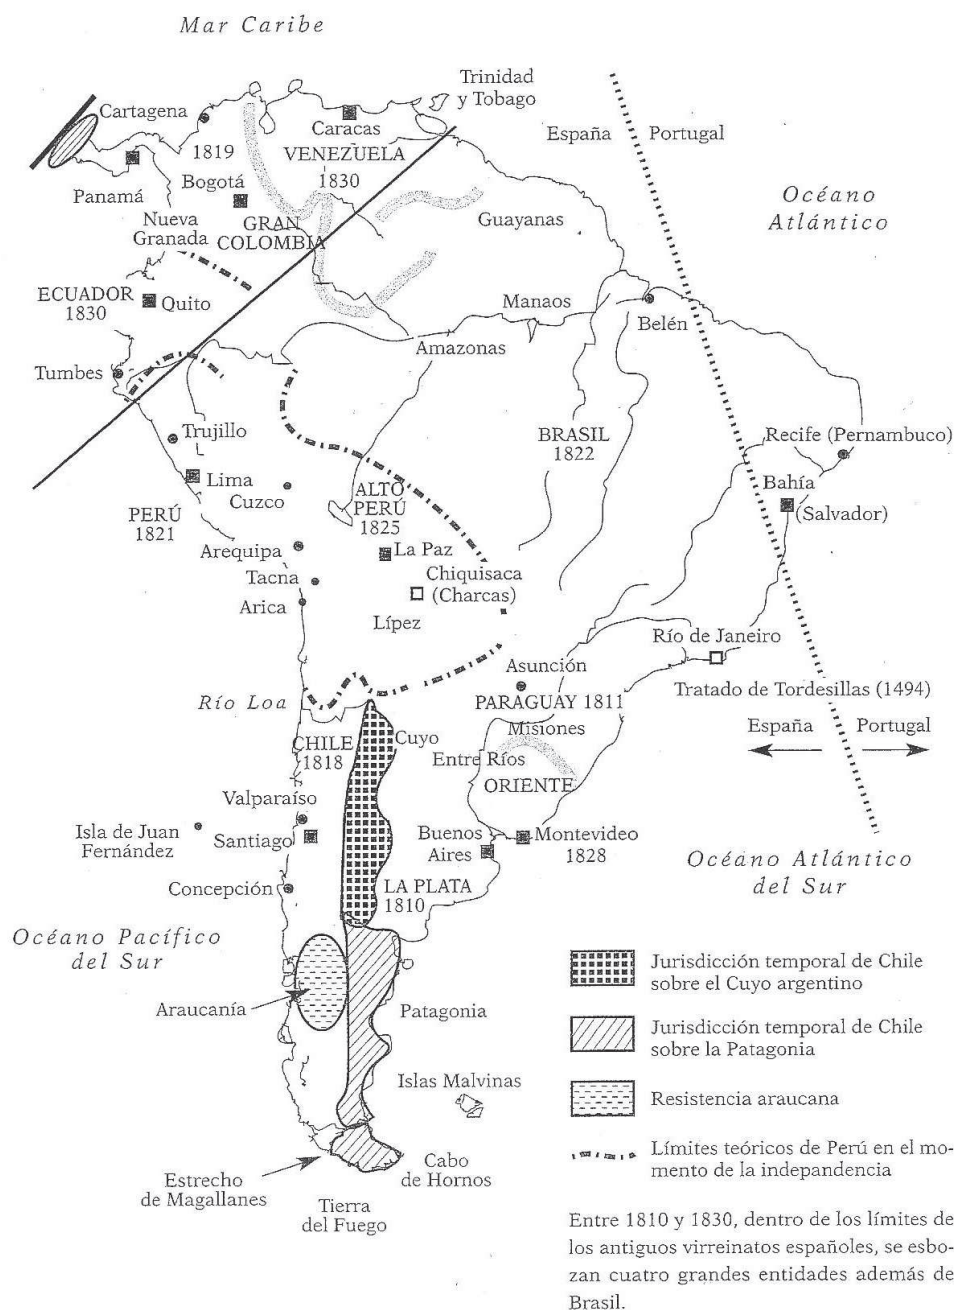 Mar Caribe
Trinidad
y Tobago
Cartagena
Caracas
España
Portugal
1819
VENEZUELA
1830
Bogotá
Panamá
Océano
Atlántico
Nueva
Granada
GRAN
COLOMBIA
Guayanas
ECUADOR
1830
Quito
Manaos
Belén
Amazonas
Tumbes
Trujillo
BRASIL
1822
Recife (Pernambuco)
Lima
Cuzco
ALTO
PERÚ
1825
Bahía
(Salvador)
PERÚ
1821
Arequipa
La Paz
Tacna
Chiquisaca
(Charcas)
Arica
Lípez
Río de Janeiro
Asunción
Río Loa
PARAGUAY 1811
Tratado de Tordesillas (1494)
Misiones
España
Portugal
CHILE
1818
Cuyo
Entre Ríos
ORIENTE
Valparaíso
Isla de Juan
Fernández
Santiago
Buenos
Aires
Montevideo
1828
Océano Atlántico
del Sur
Concepción
LA PLATA
1810
Océano Pacífico
del Sur
Araucanía
Patagonia
Islas Malvinas
Estrecho
de Magallanes
Cabo
de Hornos
Tierra
del Fuego
Jurisdicción temporal de Chile
sobre el Cuyo argentino
Jurisdicción temporal de Chile
sobre la Patagonia
Resistencia araucana
Límites teóricos de Perú en el mo-
mento de la independencia
Entre 1810 y 1830, dentro de los límites de
los antiguos virreinatos españoles, se esbo-
zan cuatro grandes entidades además de
Brasil.